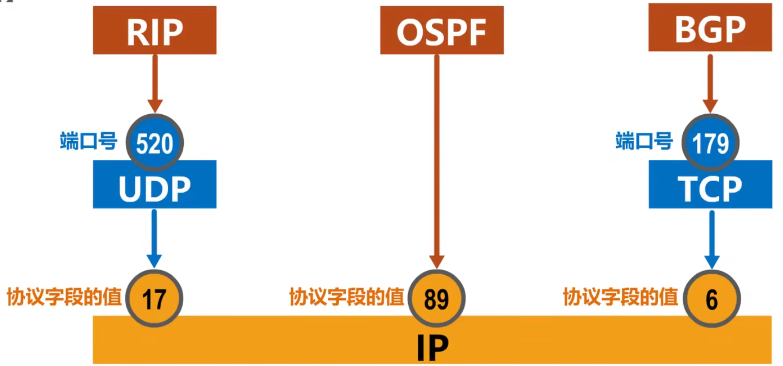 RIP OSPF BGP
端口号 520 端口号 179
UDP TCP
协议字段的值 17 协议字段的值 89 协议字段的值 6
IP